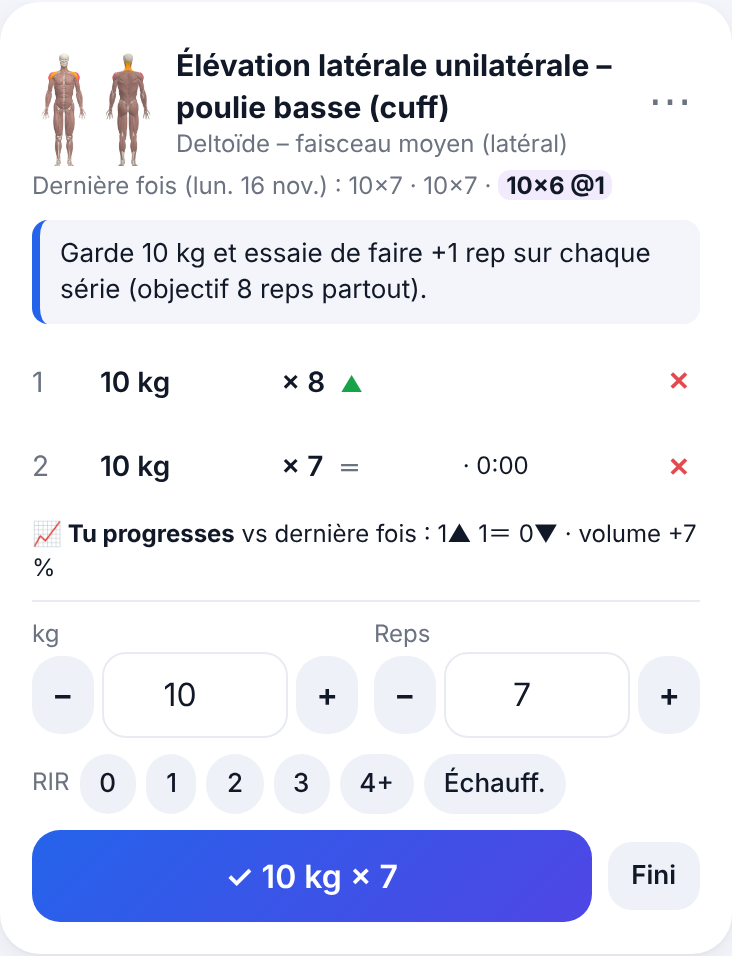 Élévation latérale unilatérale –
poulie basse (cuff)
...
Deltoïde – faisceau moyen (latéral)
Dernière fois (lun. 16 nov.) : 10×7 · 10×7 · 10×6 @1
Garde 10 kg et essaie de faire +1 rep sur chaque
série (objectif 8 reps partout).
1 10 kg × 8 ▲ ✕
2 10 kg × 7 = · 0:00 ✕
📈 Tu progresses vs dernière fois : 1▲ 1= 0▼ · volume +7
%
kg Reps
– 10 + – 7 +
RIR 0 1 2 3 4+ Échauff.
✓ 10 kg × 7 Fini